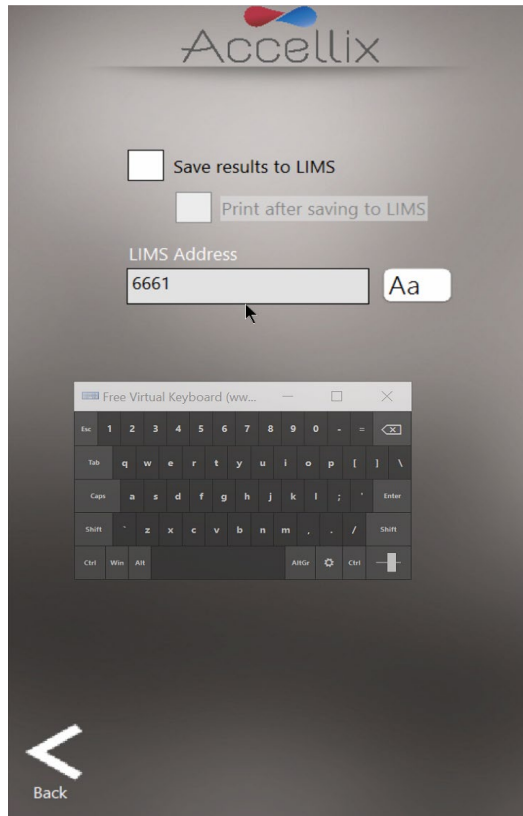 Accellix
Save results to LIMS
Print after saving to LIMS
LIMS Address
6661
Aa
Free Virtual Keyboard (ww...
Esc 1 2 3 4 5 6 7 8 9 0 - =
Tab q w e r t y u i o p [ ] \
Caps a s d f g h j k l ; ' Enter
Shift ` z x c v b n m , . / Shift
Ctrl Win Alt AltGr Ctrl
Back